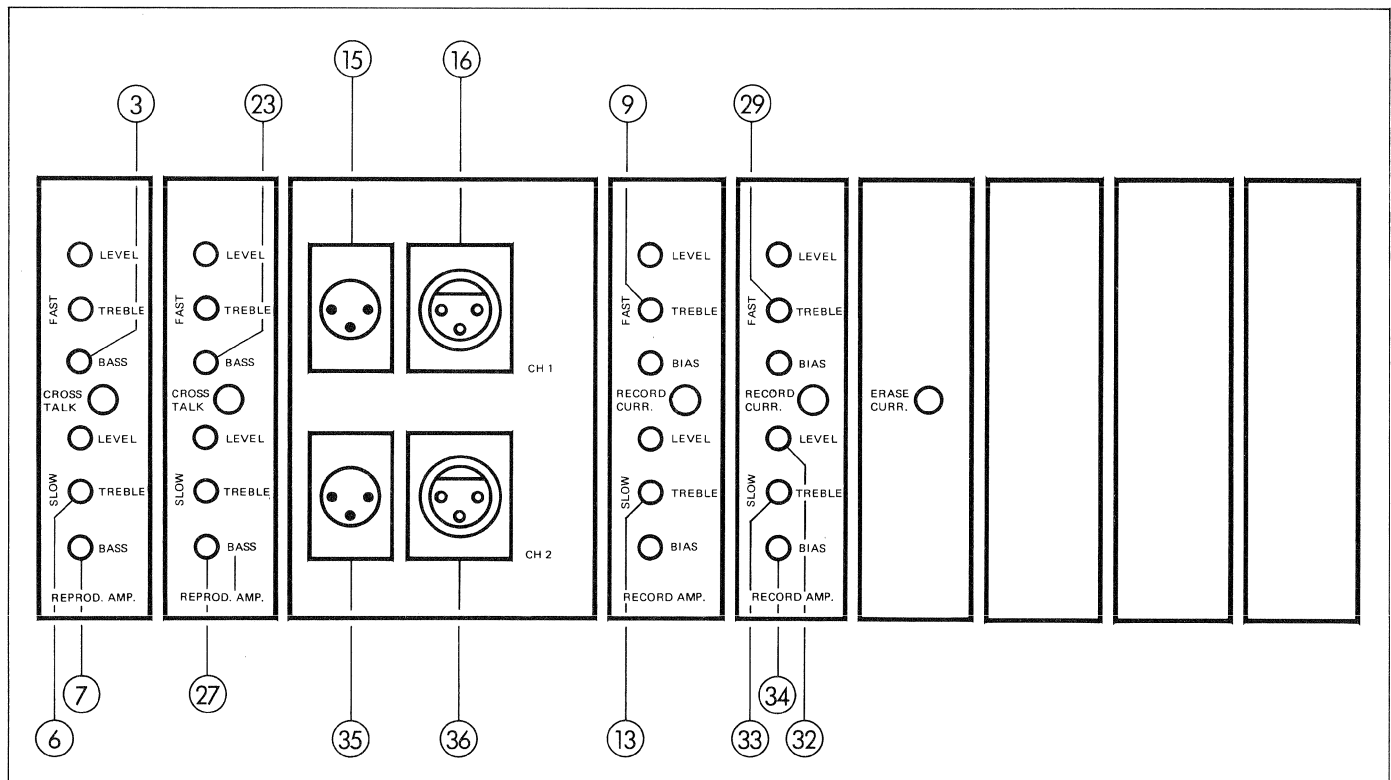 15 16
3 23 9 29
LEVEL LEVEL LEVEL LEVEL
FAST TREBLE FAST TREBLE FAST TREBLE FAST TREBLE
BASS BASS CH 1 BIAS BIAS
CROSS TALK CROSS TALK RECORD CURR. RECORD CURR. ERASE CURR.
LEVEL LEVEL LEVEL LEVEL
SLOW TREBLE SLOW TREBLE SLOW TREBLE SLOW TREBLE
BASS BASS CH 2 BIAS BIAS
REPROD. AMP. REPROD. AMP. RECORD AMP. RECORD AMP.
7 27 34
6 35 36 13 33 32